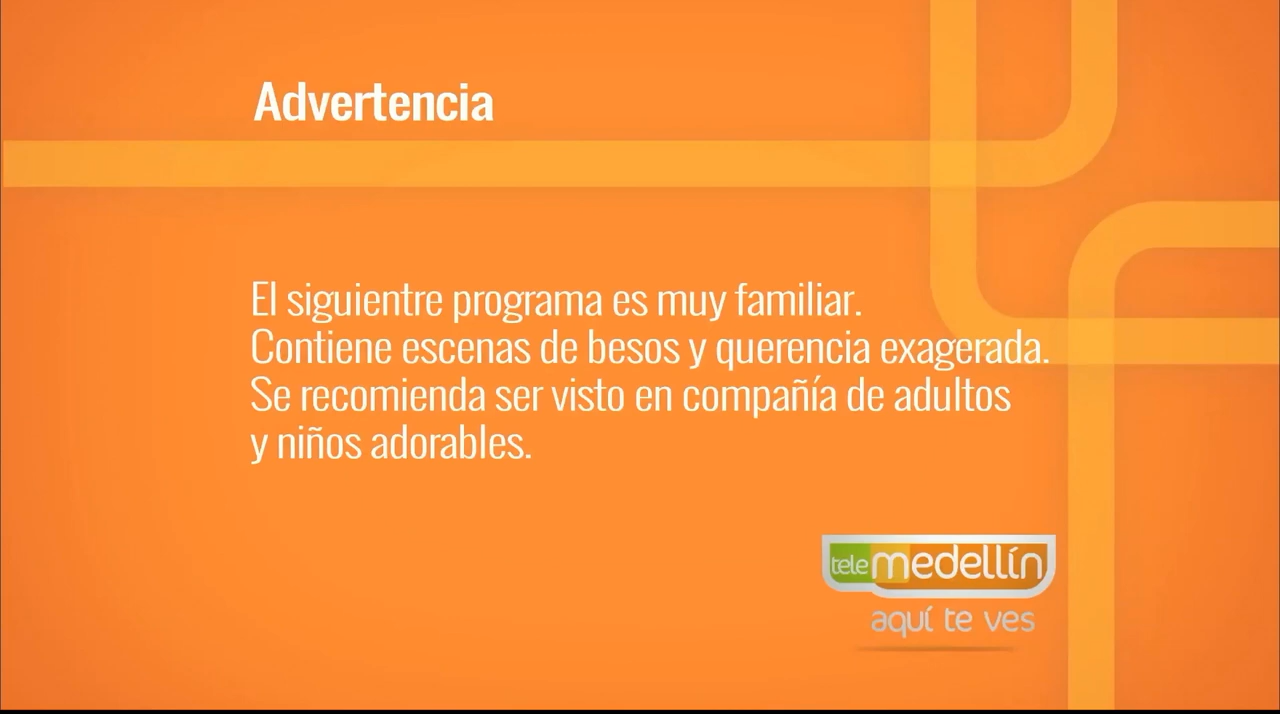 Advertencia
El siguientre programa es muy familiar.
Contiene escenas de besos y querencia exagerada.
Se recomienda ser visto en compañía de adultos
y niños adorables.
telemedellín
aquí te ves